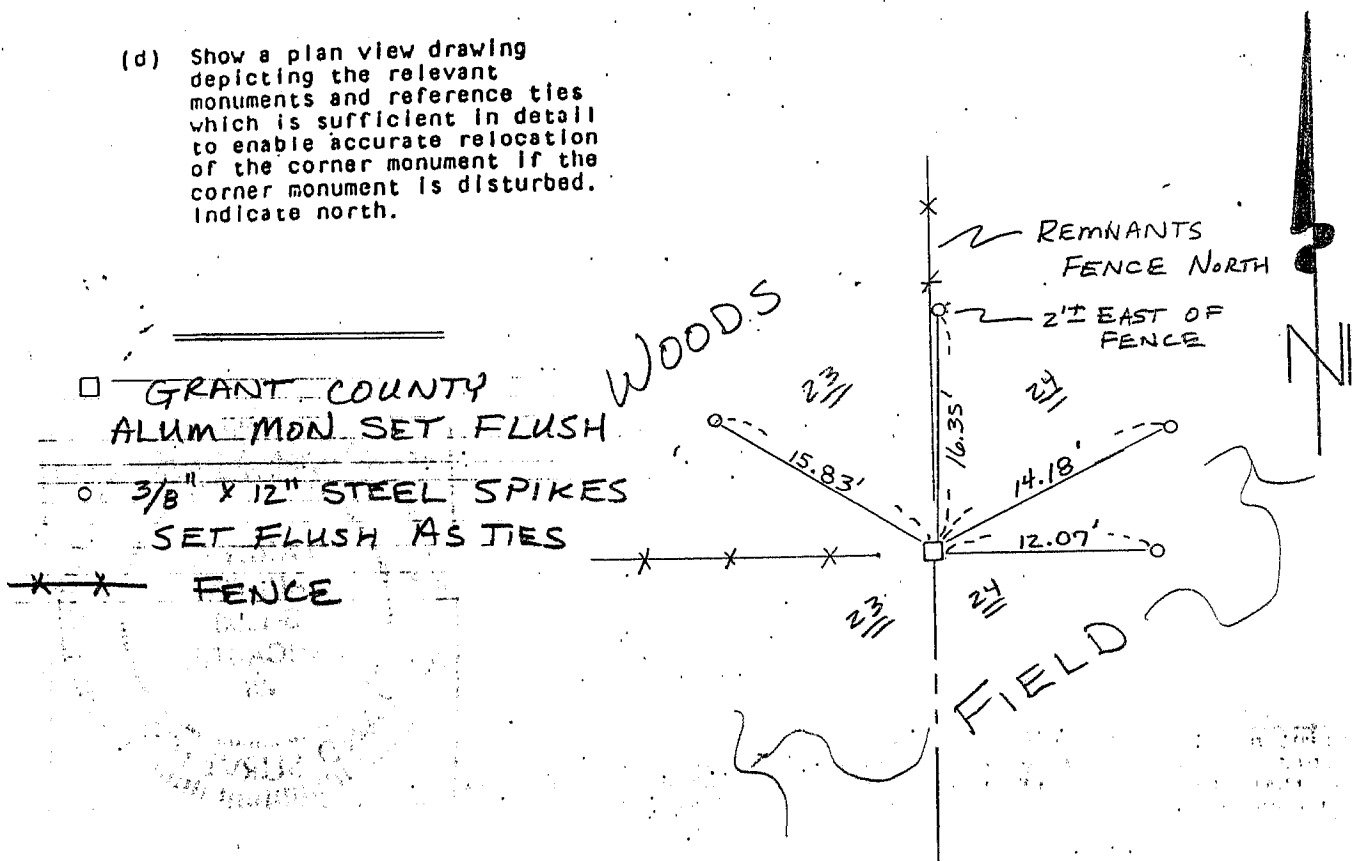 (d) Show a plan view drawing
depicting the relevant
monuments and reference ties
which is sufficient in detail
to enable accurate relocation
of the corner monument if the
corner monument is disturbed.
Indicate north.
REMNANTS
FENCE NORTH
2'± EAST OF
FENCE
N
WOODS
23
24
□ GRANT COUNTY
ALUM MON SET FLUSH
○ 3/8" X 12" STEEL SPIKES
SET FLUSH AS TIES
FENCE
15.83'
16.35'
14.18'
12.07'
23
24
FIELD